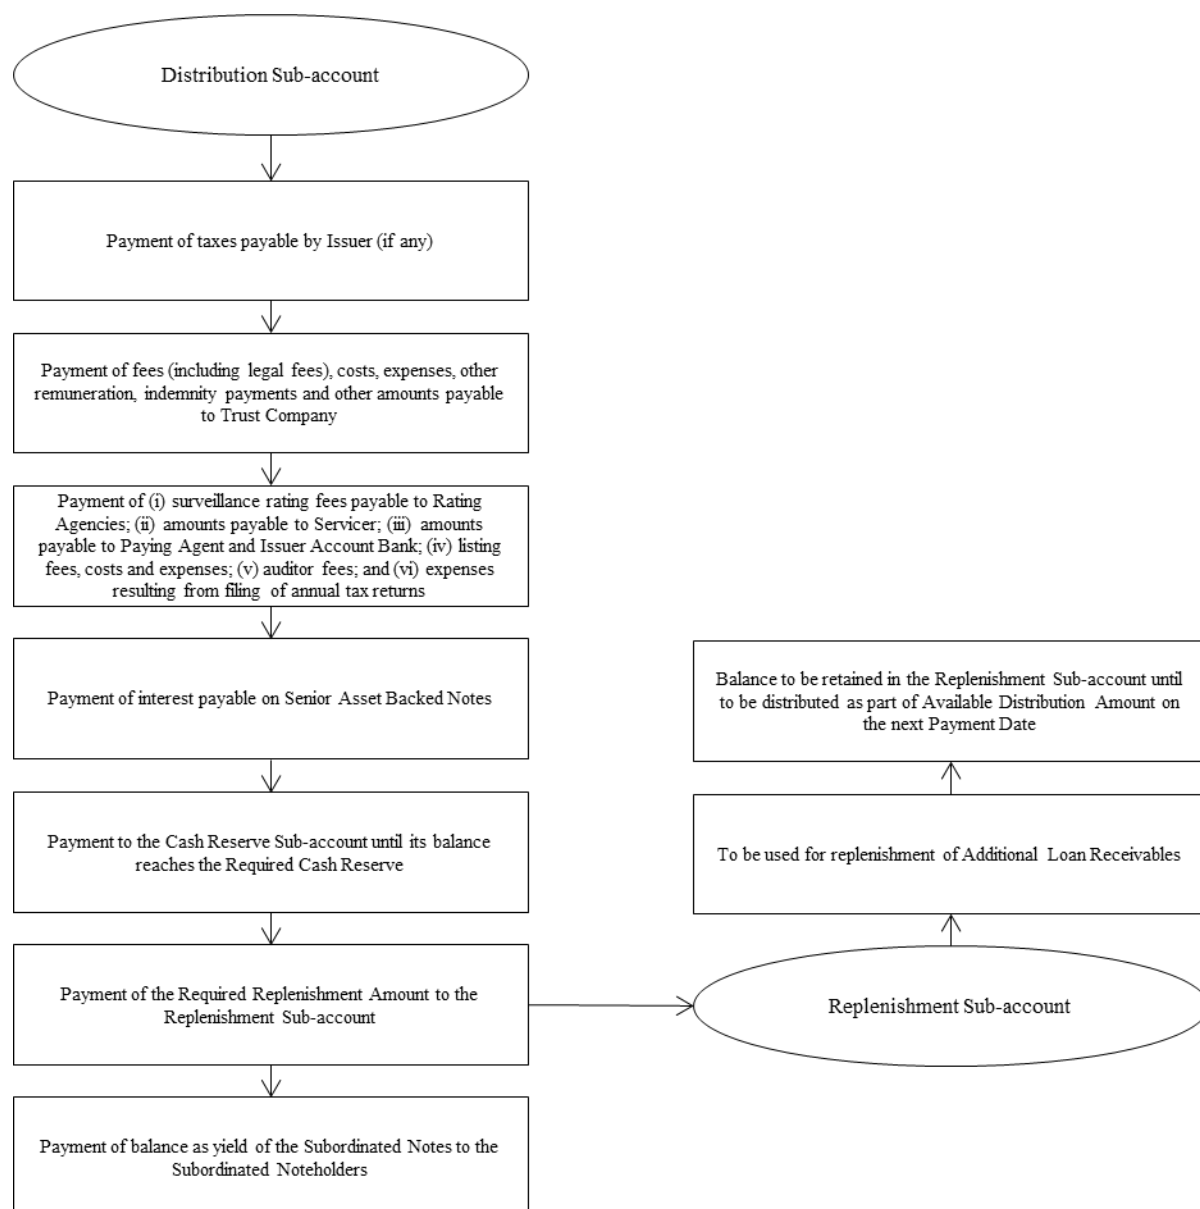 Distribution Sub-account
Payment of taxes payable by Issuer (if any)
Payment of fees (including legal fees), costs, expenses, other
remuneration, indemnity payments and other amounts payable
to Trust Company
Payment of (i) surveillance rating fees payable to Rating
Agencies; (ii) amounts payable to Servicer; (iii) amounts
payable to Paying Agent and Issuer Account Bank; (iv) listing
fees, costs and expenses; (v) auditor fees; and (vi) expenses
resulting from filing of annual tax returns
Payment of interest payable on Senior Asset Backed Notes
Payment to the Cash Reserve Sub-account until its balance
reaches the Required Cash Reserve
Payment of the Required Replenishment Amount to the
Replenishment Sub-account
Payment of balance as yield of the Subordinated Notes to the
Subordinated Noteholders
Balance to be retained in the Replenishment Sub-account until
to be distributed as part of Available Distribution Amount on
the next Payment Date
To be used for replenishment of Additional Loan Receivables
Replenishment Sub-account